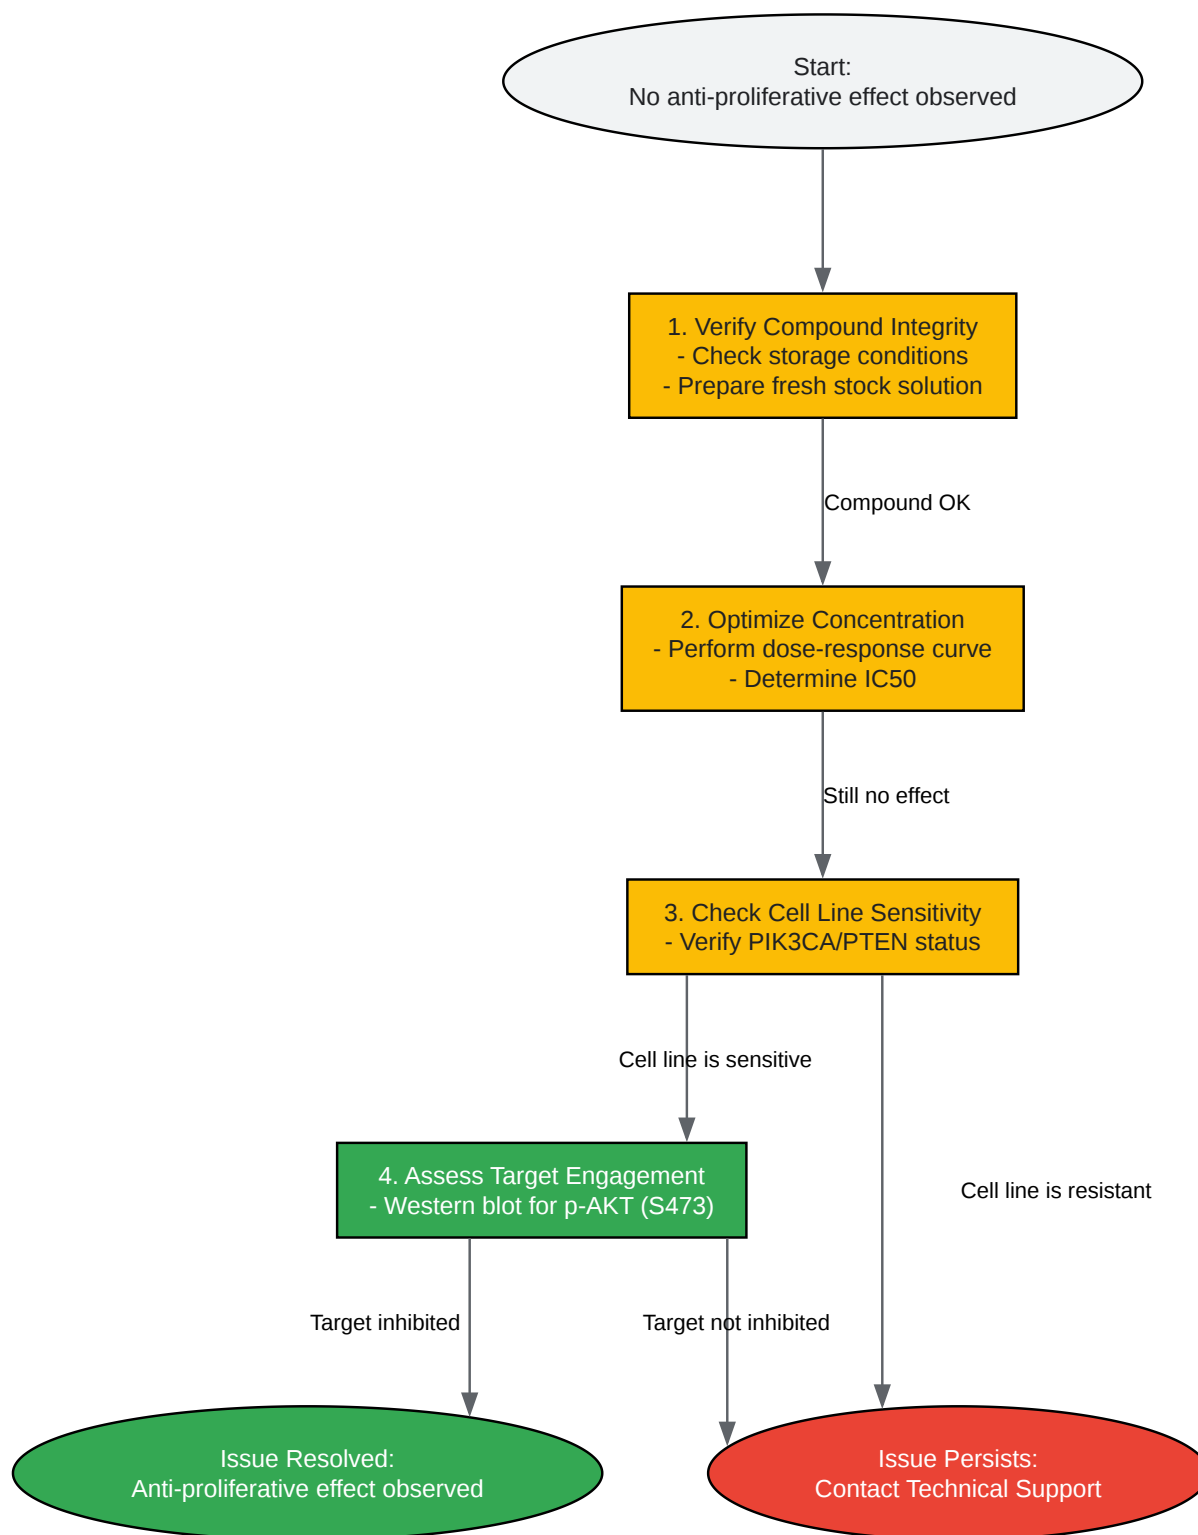 Start:
No anti-proliferative effect observed
1. Verify Compound Integrity
- Check storage conditions
- Prepare fresh stock solution
Compound OK
2. Optimize Concentration
- Perform dose-response curve
- Determine IC50
Still no effect
3. Check Cell Line Sensitivity
- Verify PIK3CA/PTEN status
Cell line is sensitive
4. Assess Target Engagement
- Western blot for p-AKT (S473)
Cell line is resistant
Target inhibited
Target not inhibited
Issue Resolved:
Anti-proliferative effect observed
Issue Persists:
Contact Technical Support